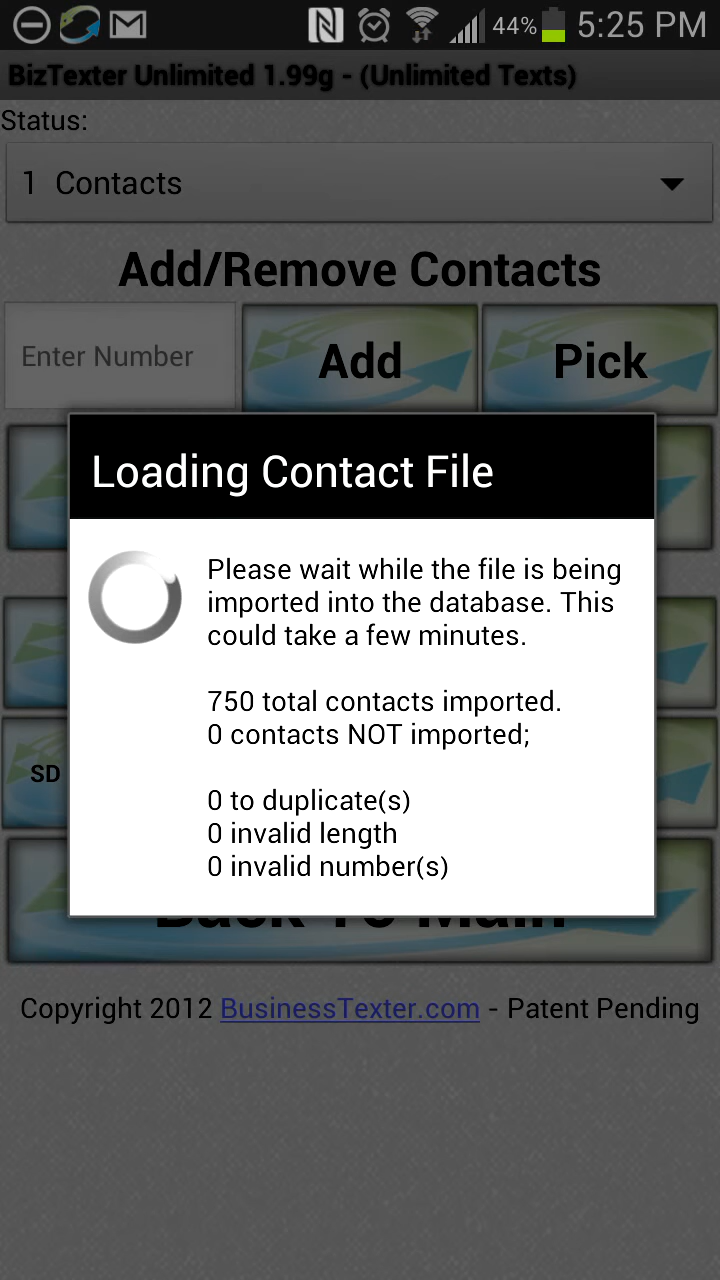 44% 5:25 PM
BizTexter Unlimited 1.99g - (Unlimited Texts)
Status:
1 Contacts
Add/Remove Contacts
Enter Number
Add
Pick
Loading Contact File
Please wait while the file is being
imported into the database. This
could take a few minutes.
750 total contacts imported.
0 contacts NOT imported;
SD
0 to duplicate(s)
0 invalid length
0 invalid number(s)
Back To Main
Copyright 2012 BusinessTexter.com - Patent Pending